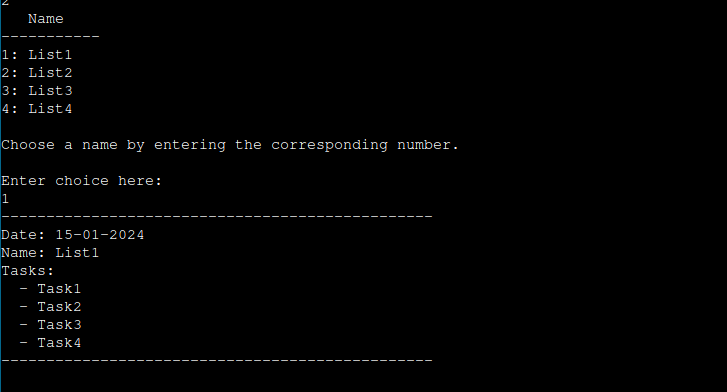 2
   Name
-----------
1: List1
2: List2
3: List3
4: List4

Choose a name by entering the corresponding number.

Enter choice here:
1
------------------------------------------------
Date: 15-01-2024
Name: List1
Tasks:
  - Task1
  - Task2
  - Task3
  - Task4
------------------------------------------------